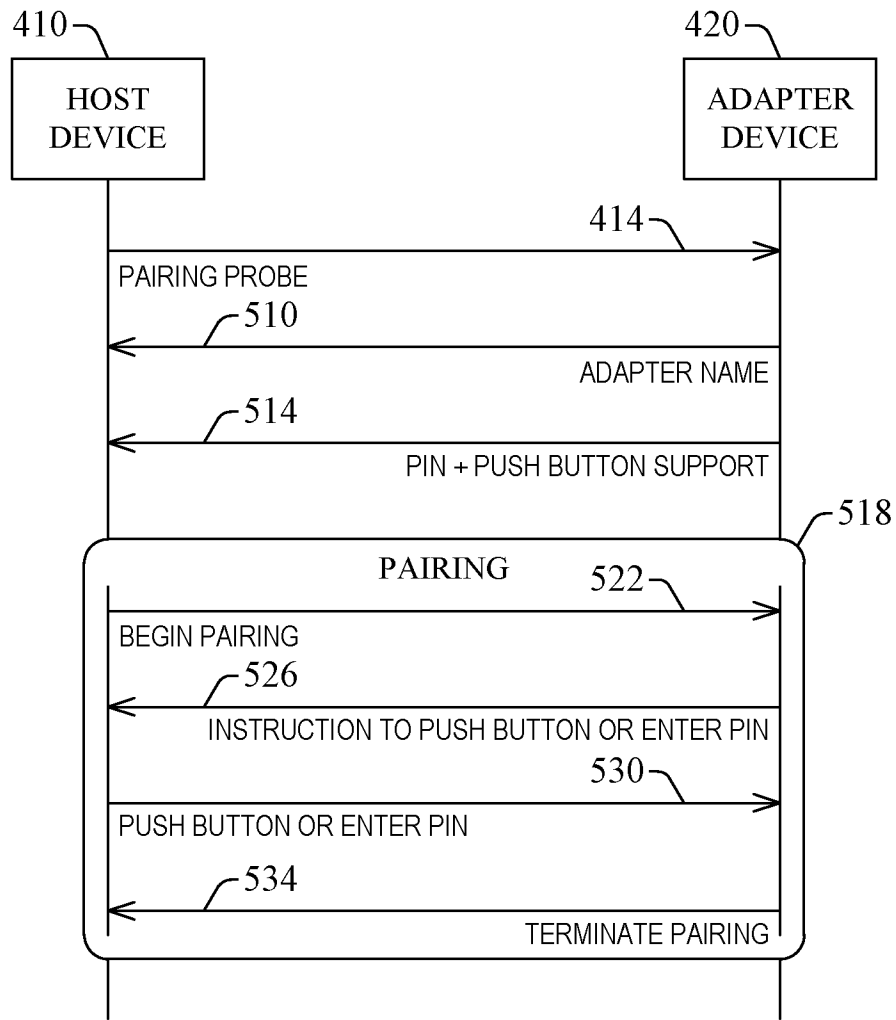 410
420
HOST
DEVICE
ADAPTER
DEVICE
414
PAIRING PROBE
510
ADAPTER NAME
514
PIN + PUSH BUTTON SUPPORT
518
PAIRING
522
BEGIN PAIRING
526
INSTRUCTION TO PUSH BUTTON OR ENTER PIN
530
PUSH BUTTON OR ENTER PIN
534
TERMINATE PAIRING